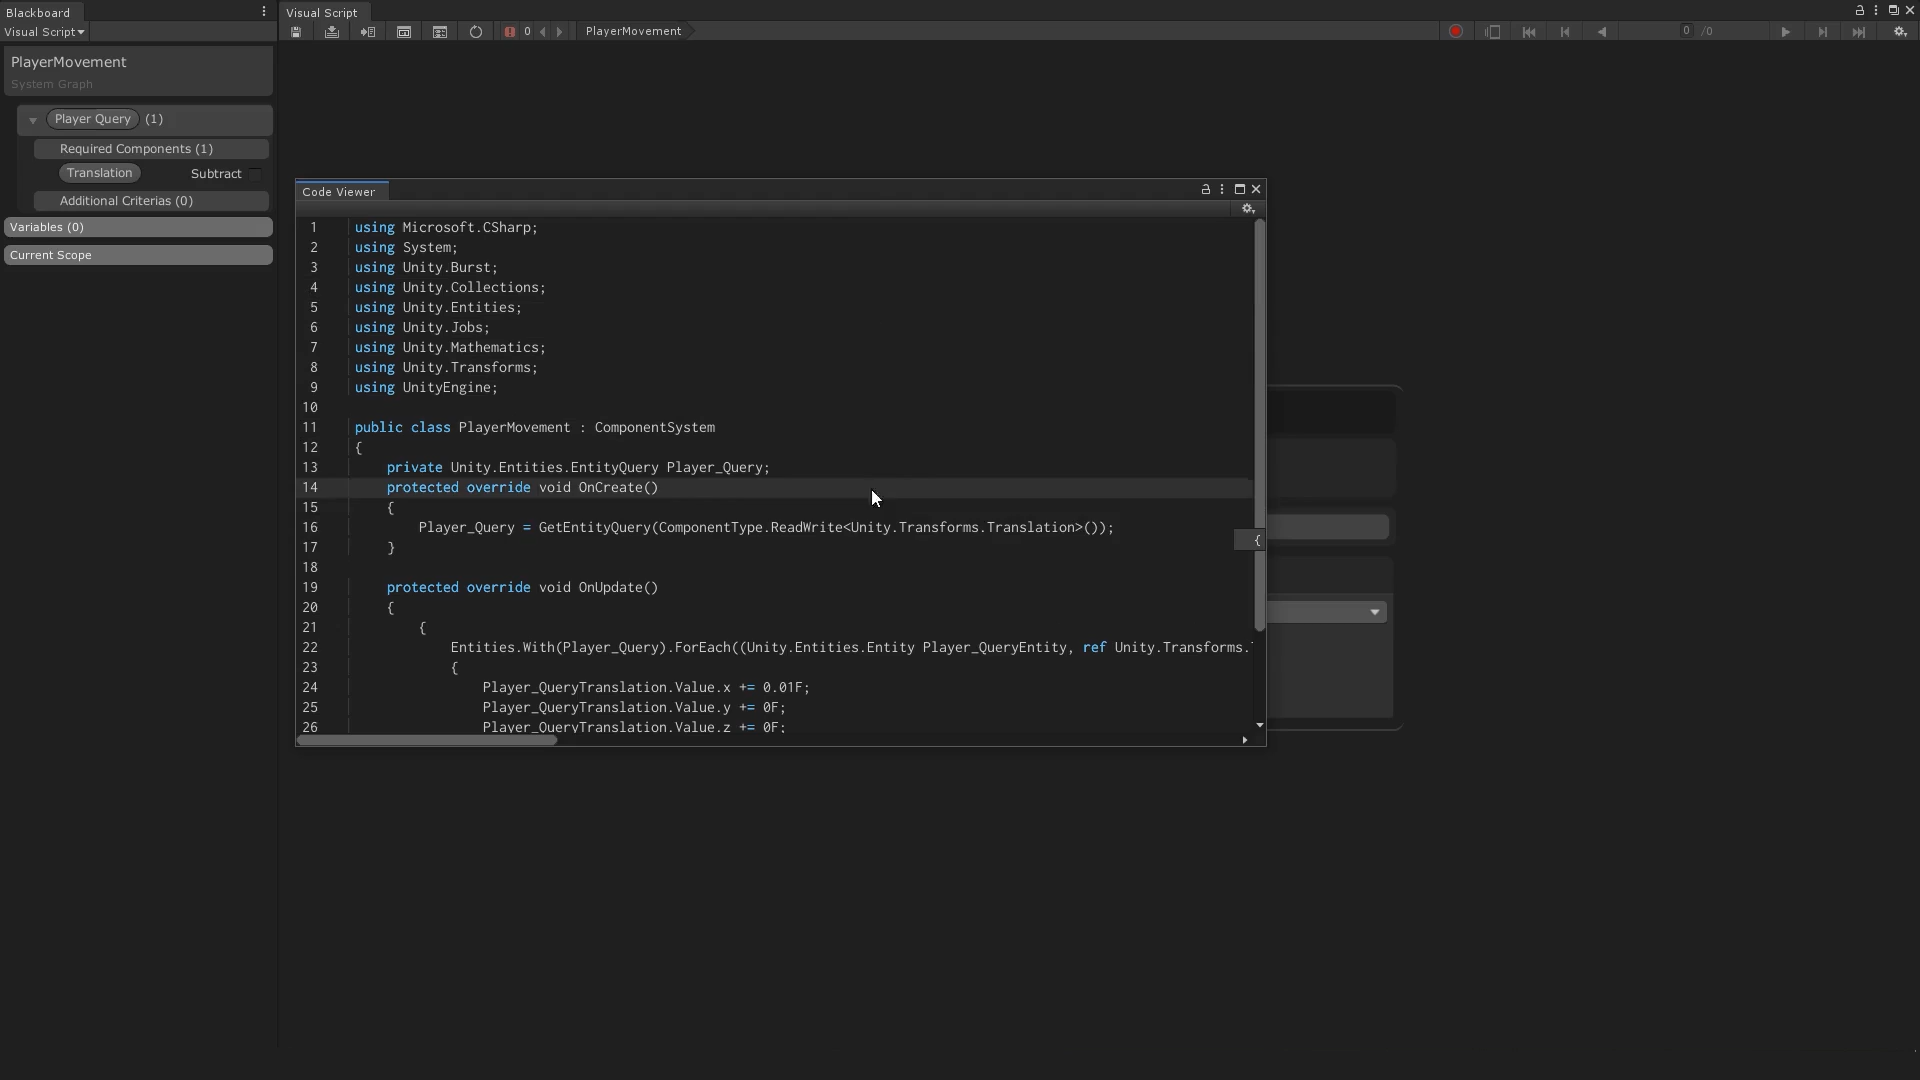 Blackboard
Visual Script
Visual Script
0
PlayerMovement
0 /0
PlayerMovement
System Graph
Player Query (1)
Required Components (1)
Translation Subtract
Additional Criterias (0)
Variables (0)
Current Scope
Code Viewer
1 using Microsoft.CSharp;
2 using System;
3 using Unity.Burst;
4 using Unity.Collections;
5 using Unity.Entities;
6 using Unity.Jobs;
7 using Unity.Mathematics;
8 using Unity.Transforms;
9 using UnityEngine;
10
11 public class PlayerMovement : ComponentSystem
12 {
13 private Unity.Entities.EntityQuery Player_Query;
14 protected override void OnCreate()
15 {
16 Player_Query = GetEntityQuery(ComponentType.ReadWrite<Unity.Transforms.Translation>());
{
17 }
18
19 protected override void OnUpdate()
20 {
21 {
22 Entities.With(Player_Query).ForEach((Unity.Entities.Entity Player_QueryEntity, ref Unity.Transforms.
23 {
24 Player_QueryTranslation.Value.x += 0.01F;
25 Player_QueryTranslation.Value.y += 0F;
26 Player_QueryTranslation.Value.z += 0F;